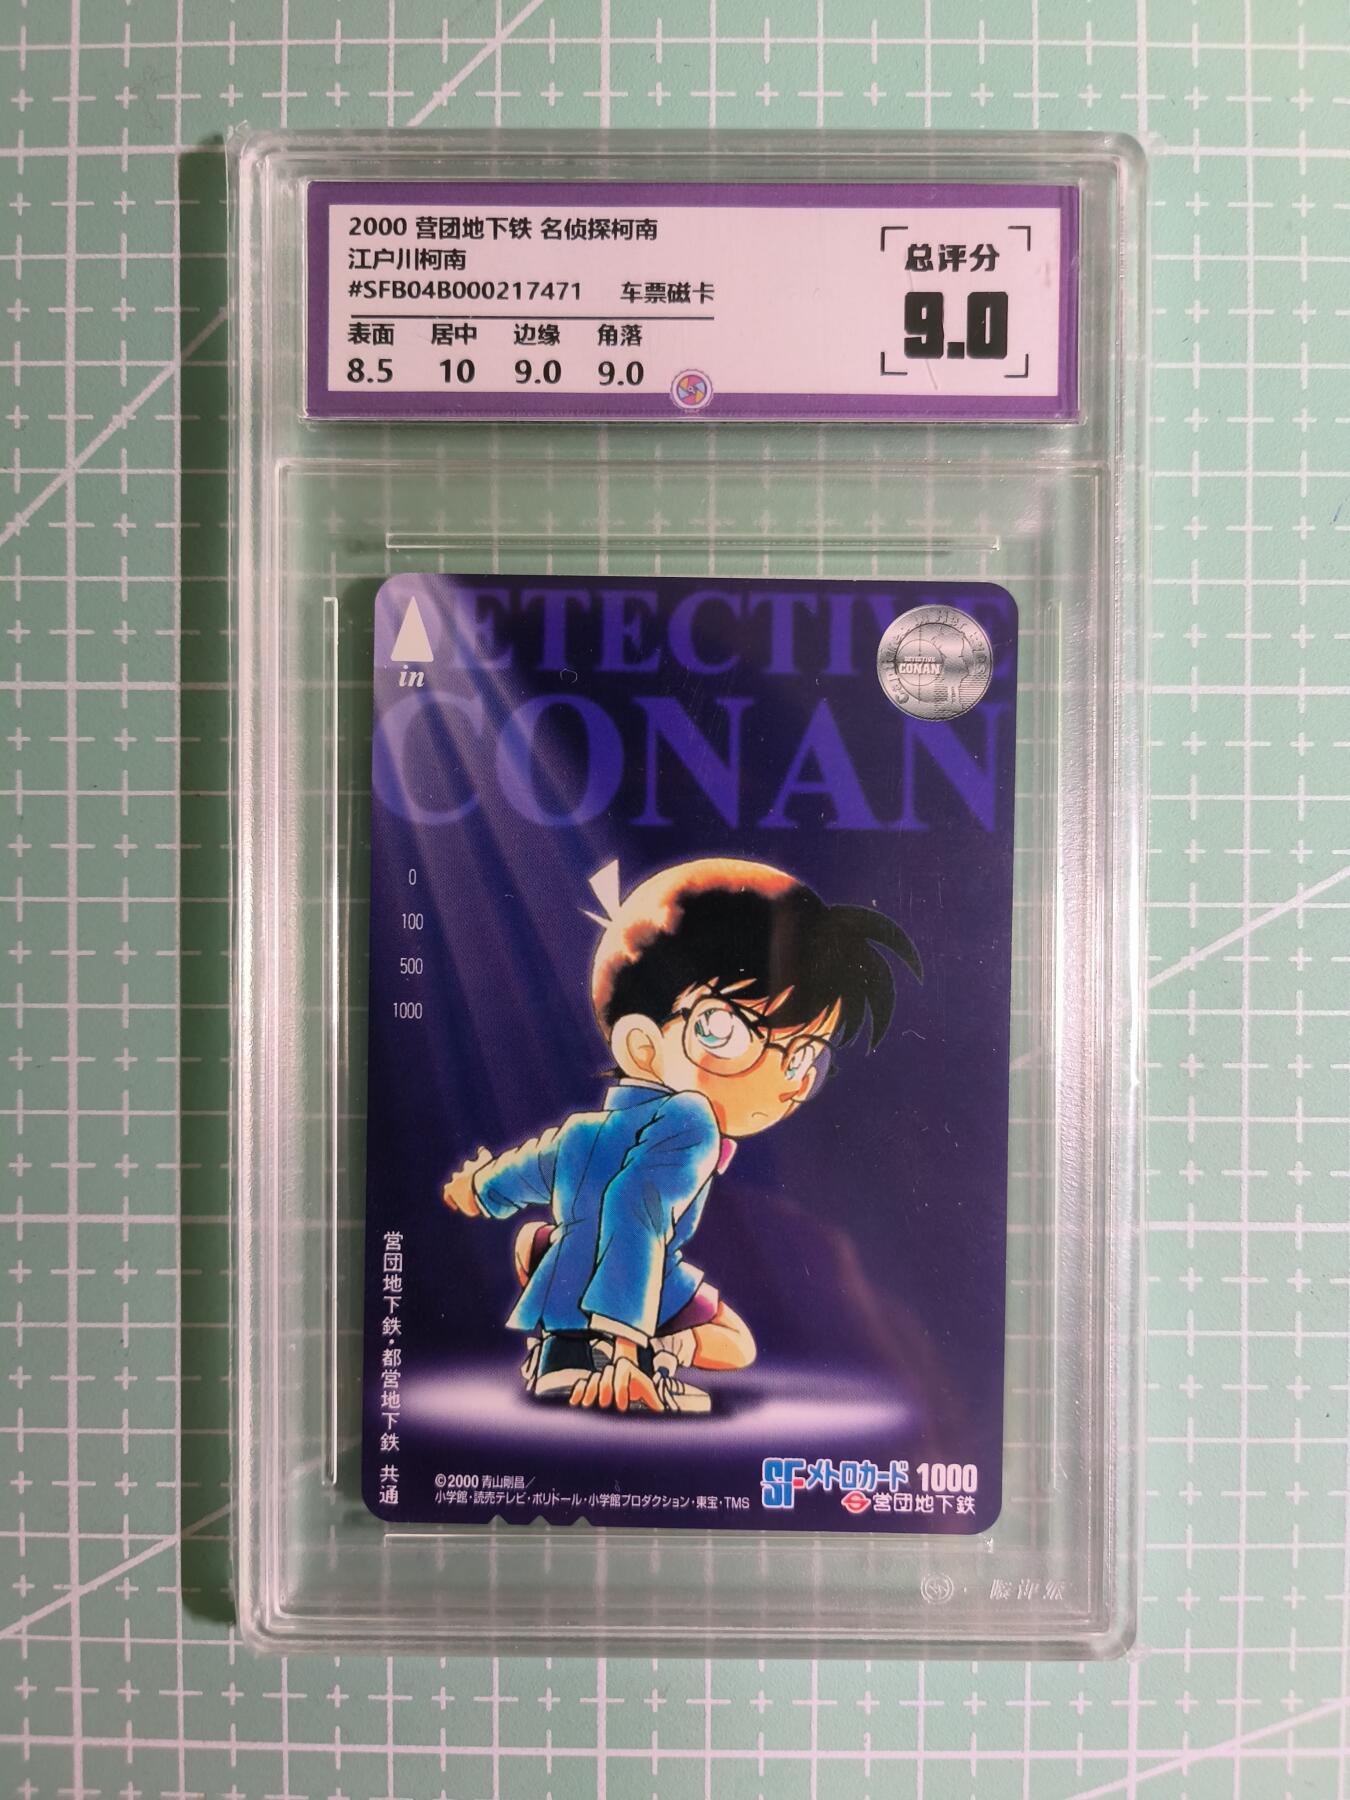 2000 营团地下铁 名侦探柯南
江户川柯南
#SFB04B000217471 车票磁卡
表面 居中 边缘 角落
8.5 10 9.0 9.0
总评分
9.0
in
DETECTIVE
CONAN
DETECTIVE
CONAN
0
100
500
1000
営団地下鉄・都営地下鉄 共通
©2000 青山剛昌/
小学館・読売テレビ・ポリドール・小学館プロダクション・東宝・TMS
SFメトロカード 1000
営団地下鉄